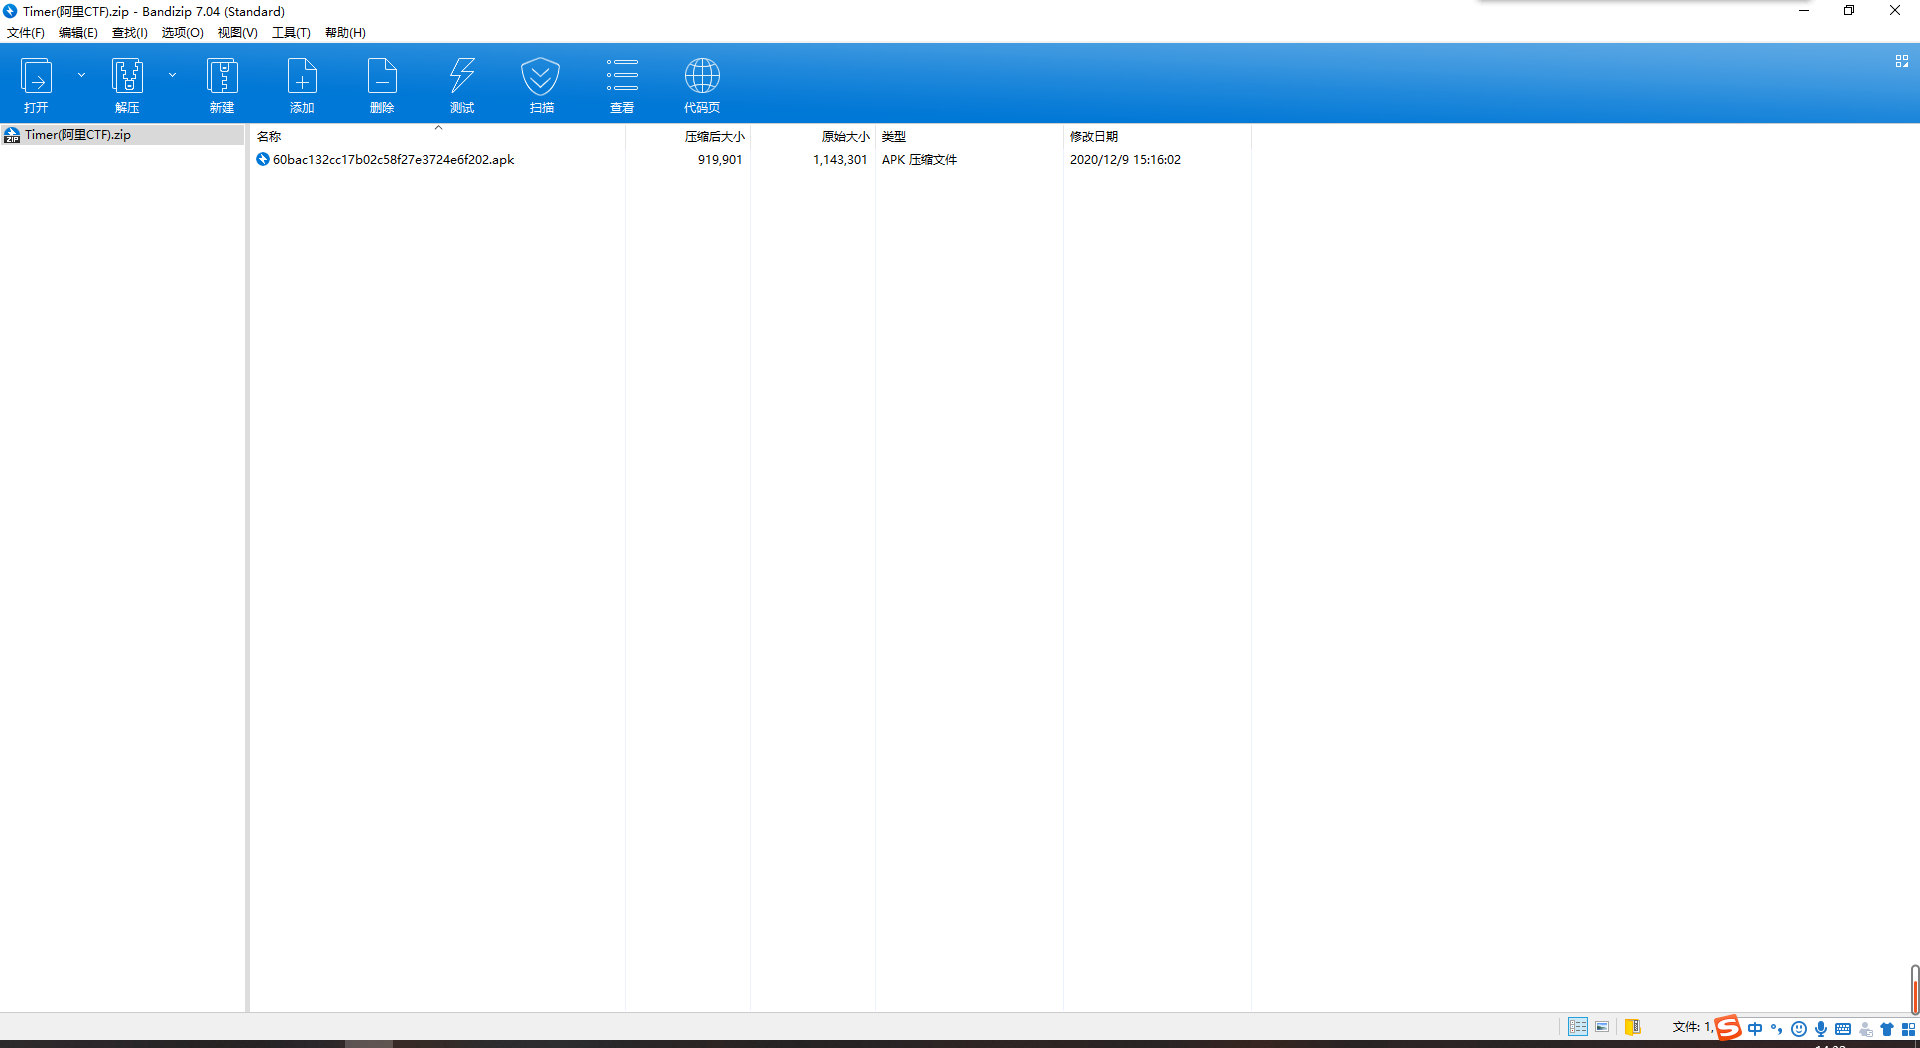 Timer(阿里CTF).zip - Bandizip 7.04 (Standard)
文件(F) 编辑(E) 查找(I) 选项(O) 视图(V) 工具(T) 帮助(H)
打开 解压 新建 添加 删除 测试 扫描 查看 代码页
Timer(阿里CTF).zip
名称 压缩后大小 原始大小 类型 修改日期
60bac132cc17b02c58f27e3724e6f202.apk 919,901 1,143,301 APK 压缩文件 2020/12/9 15:16:02
文件: 1,
中